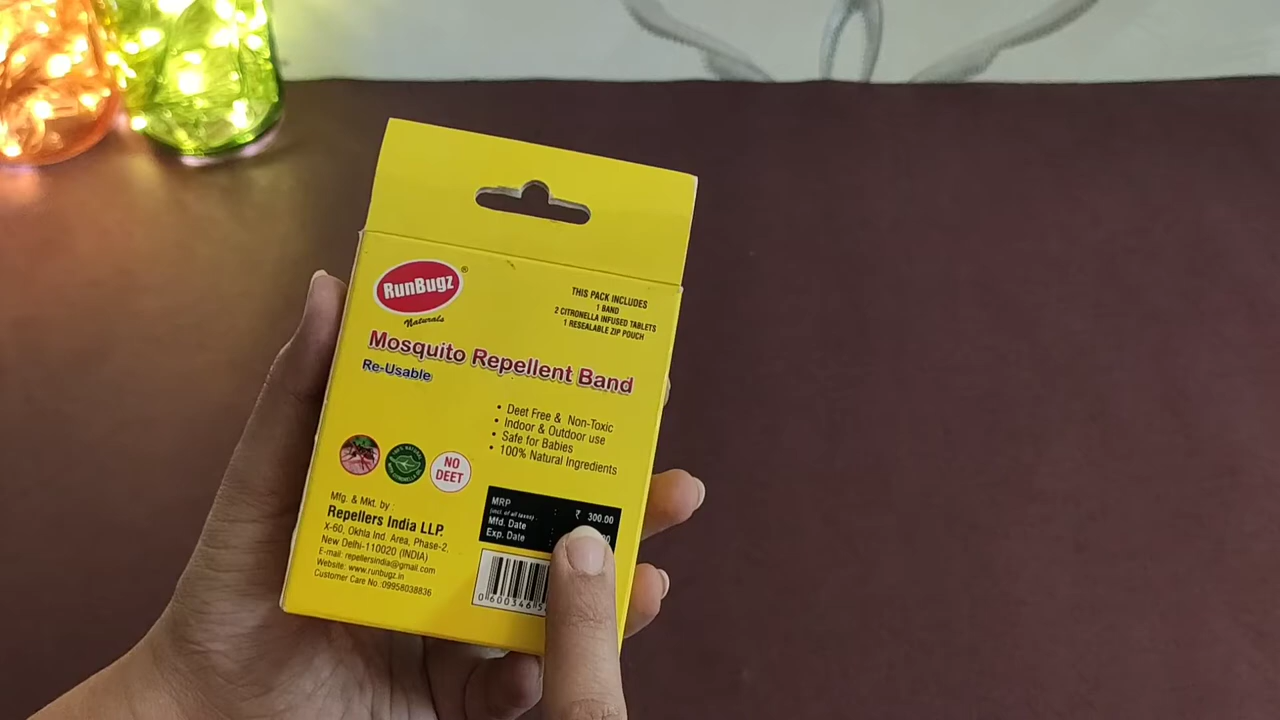 RunBugz®
Naturals
THIS PACK INCLUDES
1 BAND
2 CITRONELLA INFUSED TABLETS
1 RESEALABLE ZIP POUCH
Mosquito Repellent Band
Re-Usable
• Deet Free & Non-Toxic
• Indoor & Outdoor use
• Safe for Babies
• 100% Natural Ingredients
NO
DEET
Mfg. & Mkt. by :
Repellers India LLP.
X-60, Okhla Ind. Area, Phase-2,
New Delhi-110020 (INDIA)
E-mail: repellersindia@gmail.com
Website: www.runbugz.in
Customer Care No.:09958038836
MRP : ₹ 300.00
(incl. of all taxes) :
Mfd. Date
Exp. Date :
0 600346